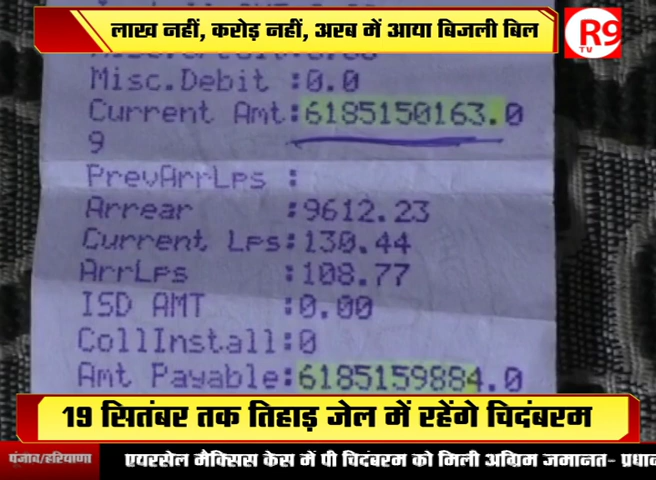 लाख नहीं, करोड़ नहीं, अरब में आया बिजली बिल
R9
TV
Misc.Debit :0.0
Current Amt:6185150163.0
9
PrevArrLps :
Arrear :9612.23
Current Lps:130.44
ArrLps :108.77
ISD AMT :0.00
CollInstall:0
Amt Payable:6185159884.0
19 सितंबर तक तिहाड़ जेल में रहेंगे चिदंबरम
पंजाब/हरियाणा
एयरसेल मैक्सिस केस में पी चिदंबरम को मिली अग्रिम जमानत- प्रधान